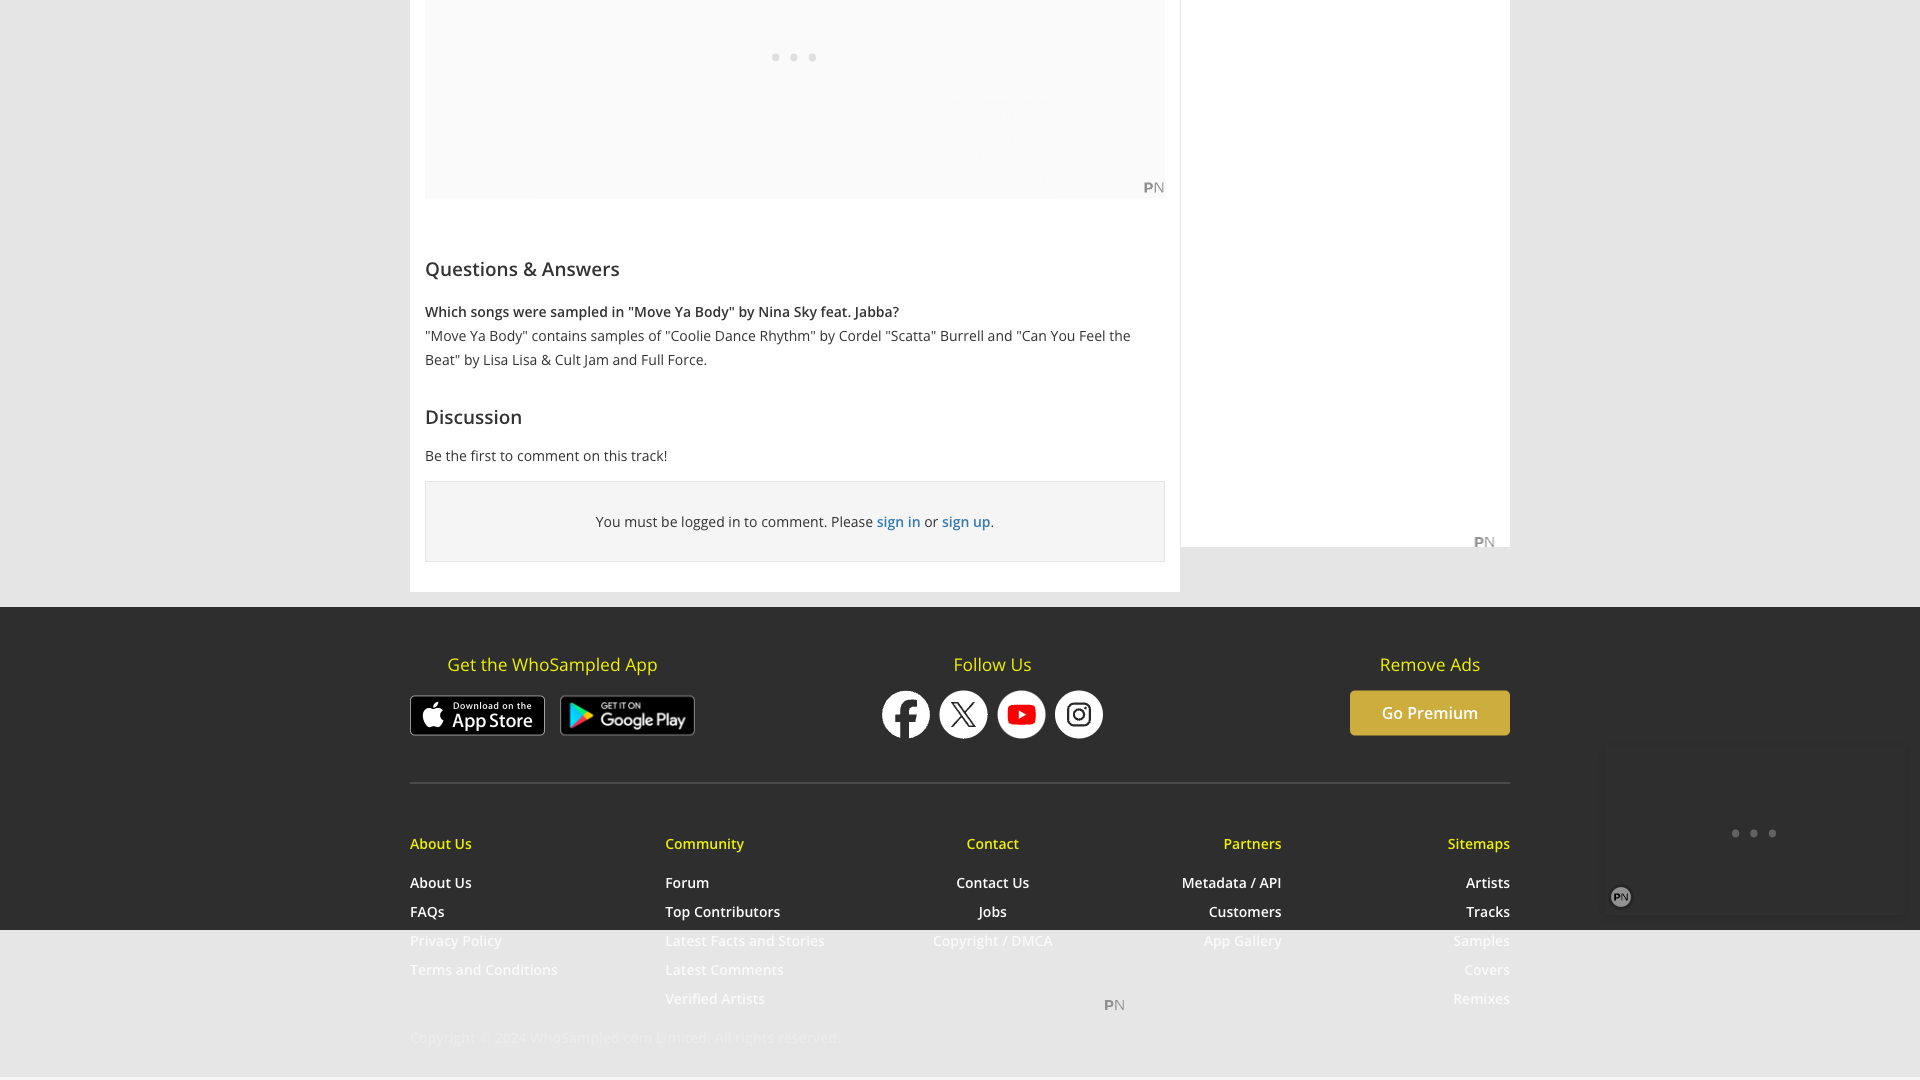 PN
Questions & Answers
Which songs were sampled in "Move Ya Body" by Nina Sky feat. Jabba?
"Move Ya Body" contains samples of "Coolie Dance Rhythm" by Cordel "Scatta" Burrell and "Can You Feel the
Beat" by Lisa Lisa & Cult Jam and Full Force.
Discussion
Be the first to comment on this track!
You must be logged in to comment. Please sign in or sign up.
PN
Get the WhoSampled App
Download on the
App Store
GET IT ON
Google Play
Follow Us
Remove Ads
Go Premium
About Us
About Us
FAQs
Privacy Policy
Terms and Conditions
Community
Forum
Top Contributors
Latest Facts and Stories
Latest Comments
Verified Artists
Contact
Contact Us
Jobs
Copyright / DMCA
Partners
Metadata / API
Customers
App Gallery
Sitemaps
Artists
Tracks
Samples
Covers
Remixes
PN
PN
Copyright © 2024 WhoSampled.com Limited. All rights reserved.